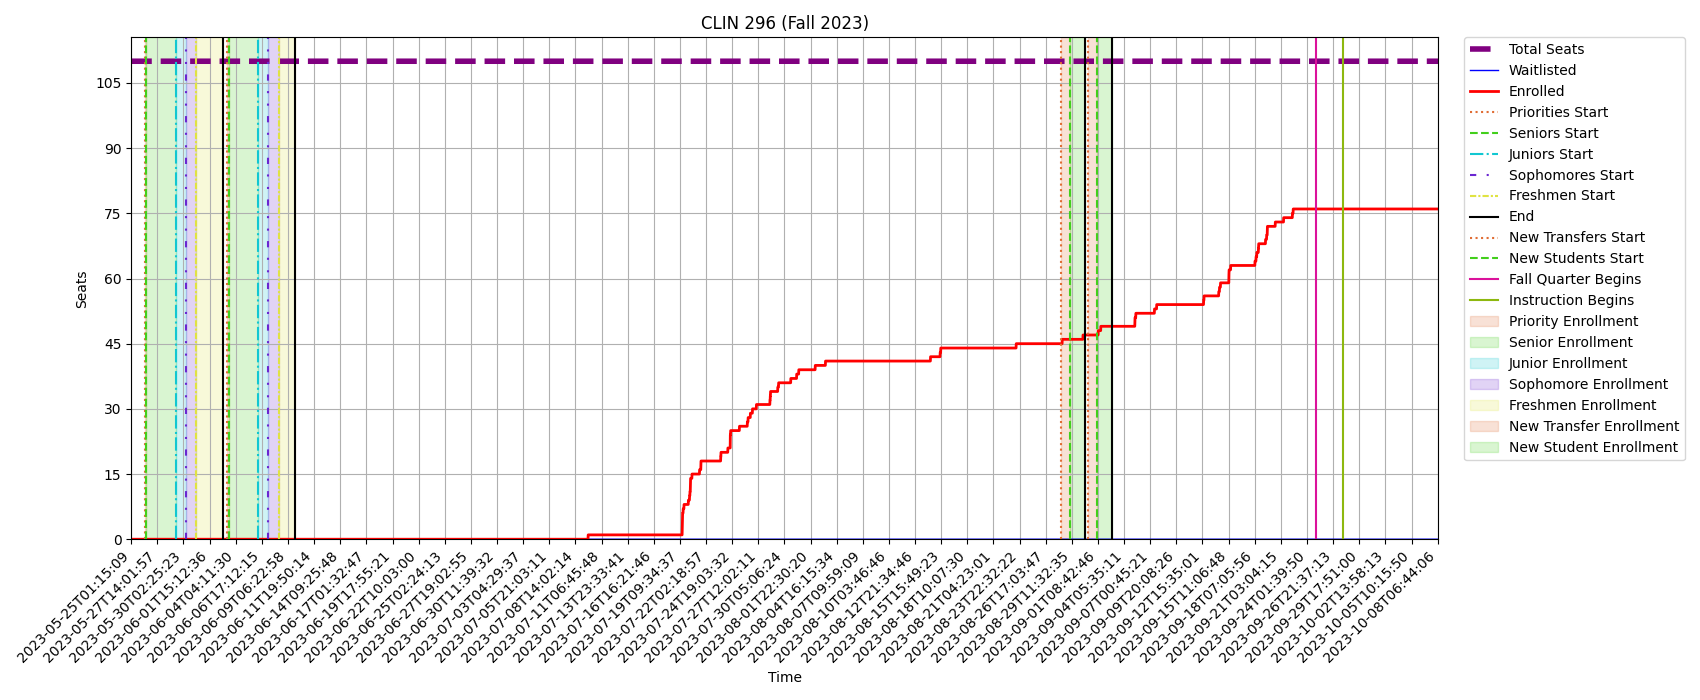 CLIN 296 (Fall 2023)
Seats
105
90
75
60
45
30
15
0
2023-05-25T01:15:09
2023-05-27T14:01:57
2023-05-30T02:25:23
2023-06-01T15:12:36
2023-06-04T04:11:30
2023-06-06T17:12:15
2023-06-09T06:22:58
2023-06-11T19:50:14
2023-06-14T09:25:48
2023-06-17T01:32:47
2023-06-19T17:55:21
2023-06-22T10:03:00
2023-06-25T02:24:13
2023-06-27T19:02:55
2023-06-30T11:39:32
2023-07-03T04:29:37
2023-07-05T21:03:11
2023-07-08T14:02:14
2023-07-11T06:45:48
2023-07-13T23:33:41
2023-07-16T16:21:46
2023-07-19T09:34:37
2023-07-22T02:18:57
2023-07-24T19:03:32
2023-07-27T12:02:11
2023-07-30T05:06:24
2023-08-01T22:30:20
2023-08-04T16:15:34
2023-08-07T09:59:09
2023-08-10T03:46:46
2023-08-12T21:34:46
2023-08-15T15:49:23
2023-08-18T10:07:30
2023-08-21T04:23:01
2023-08-23T22:32:22
2023-08-26T17:03:47
2023-08-29T11:32:35
2023-09-01T08:42:46
2023-09-04T05:35:11
2023-09-07T00:45:21
2023-09-09T20:08:26
2023-09-12T15:35:01
2023-09-15T11:06:48
2023-09-18T07:05:56
2023-09-21T03:04:15
2023-09-24T01:39:50
2023-09-26T21:37:13
2023-09-29T17:51:00
2023-10-02T13:58:13
2023-10-05T10:15:50
2023-10-08T06:44:06
Time
Total Seats
Waitlisted
Enrolled
Priorities Start
Seniors Start
Juniors Start
Sophomores Start
Freshmen Start
End
New Transfers Start
New Students Start
Fall Quarter Begins
Instruction Begins
Priority Enrollment
Senior Enrollment
Junior Enrollment
Sophomore Enrollment
Freshmen Enrollment
New Transfer Enrollment
New Student Enrollment